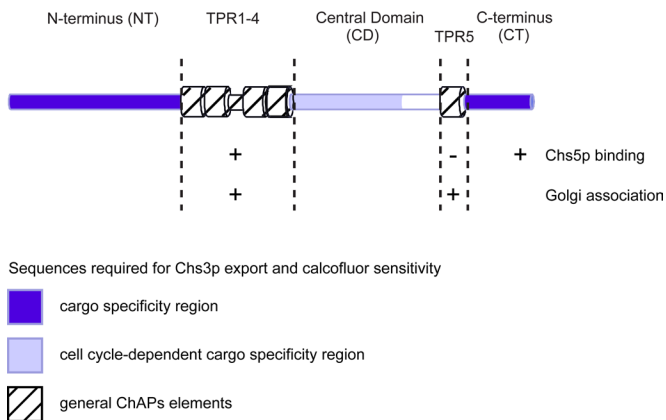 N-terminus (NT)
TPR1-4
Central Domain
(CD)
TPR5
C-terminus
(CT)
+ - + Chs5p binding
+ + Golgi association
Sequences required for Chs3p export and calcofluor sensitivity
cargo specificity region
cell cycle-dependent cargo specificity region
general ChAPs elements